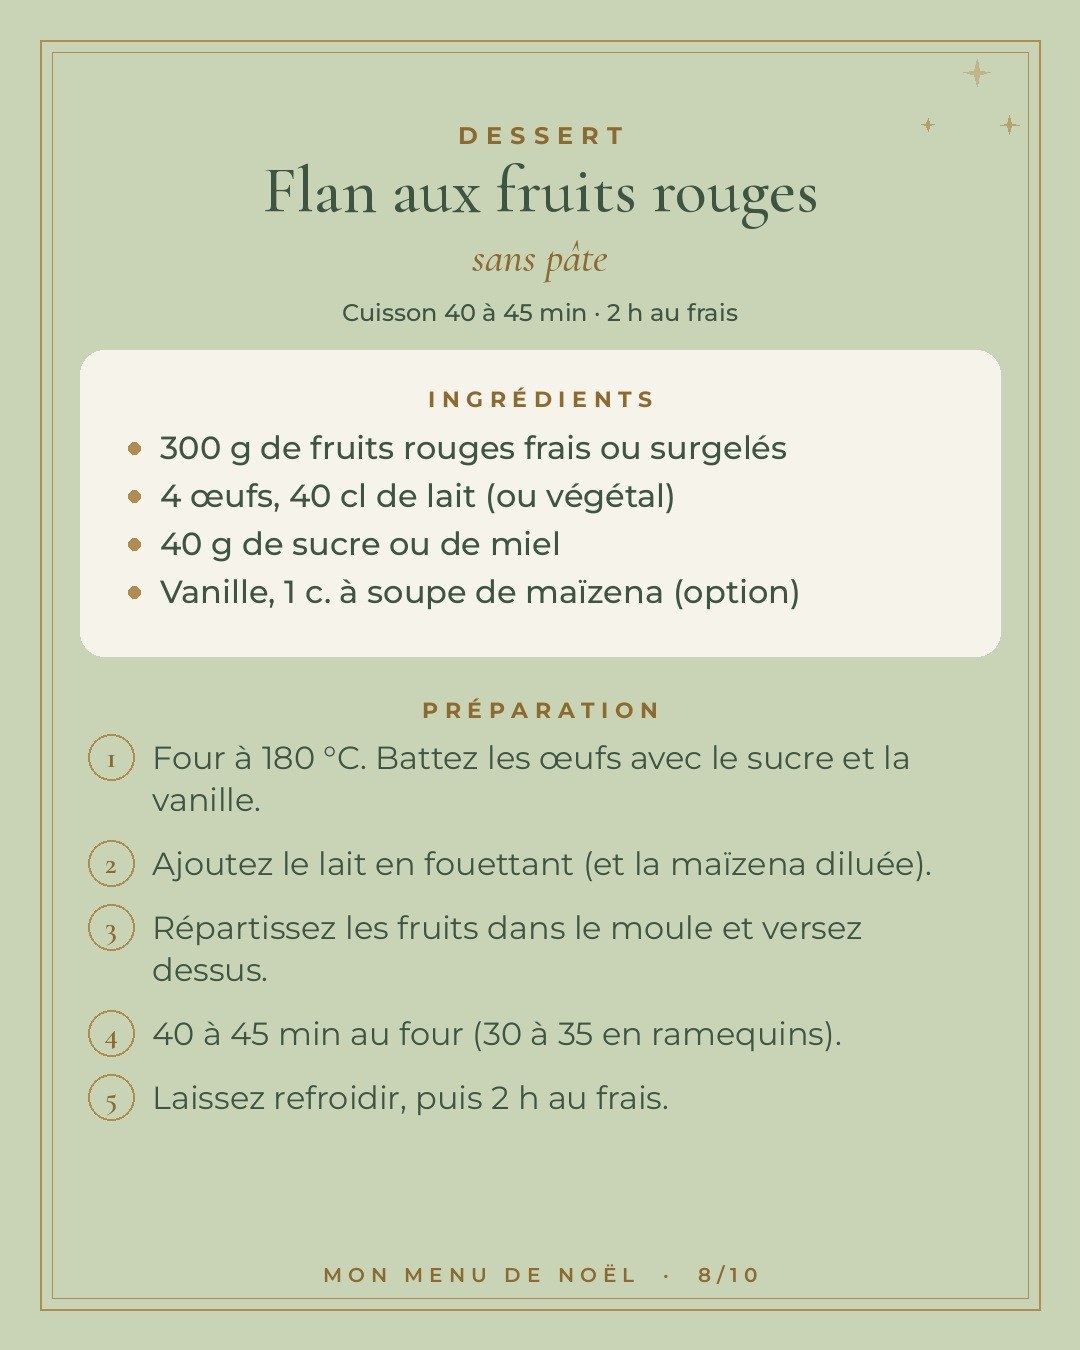 DESSERT
Flan aux fruits rouges
sans pâte
Cuisson 40 à 45 min · 2 h au frais
INGRÉDIENTS
300 g de fruits rouges frais ou surgelés
4 œufs, 40 cl de lait (ou végétal)
40 g de sucre ou de miel
Vanille, 1 c. à soupe de maïzena (option)
PRÉPARATION
1 Four à 180 °C. Battez les œufs avec le sucre et la
vanille.
2 Ajoutez le lait en fouettant (et la maïzena diluée).
3 Répartissez les fruits dans le moule et versez
dessus.
4 40 à 45 min au four (30 à 35 en ramequins).
5 Laissez refroidir, puis 2 h au frais.
MON MENU DE NOËL · 8/10